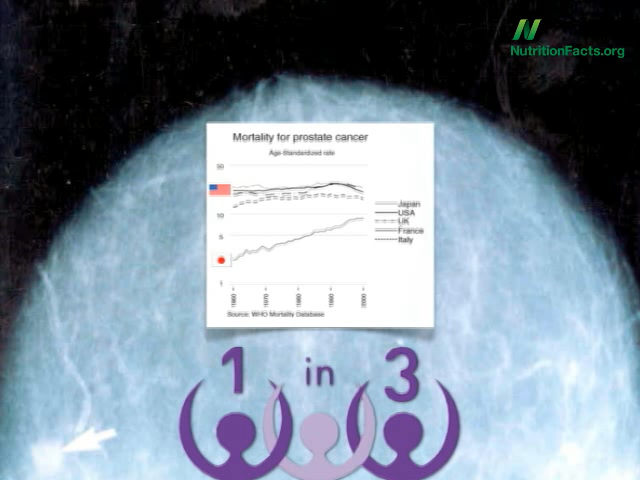 NutritionFacts.org
Mortality for prostate cancer
Age-Standardized rate
50
10
5
1
1960
1970
1980
1990
2000
Japan
USA
UK
France
Italy
Source: WHO Mortality Database
1 in 3